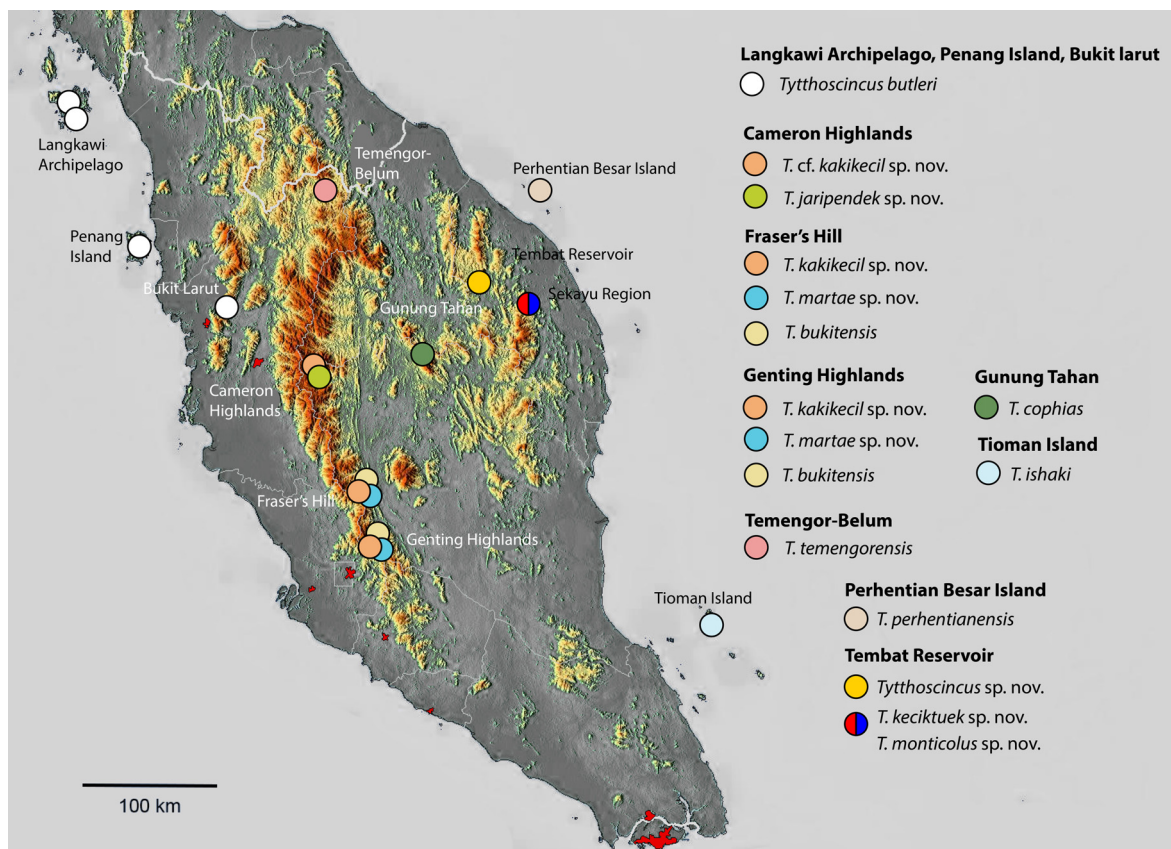 Langkawi
Archipelago
Penang
Island
Bukit Larut
Temengor-
Belum
Perhentian Besar Island
Tembat Reservoir
Sekayu Region
Gunung Tahan
Cameron
Highlands
Fraser's Hill
Genting Highlands
Tioman Island
100 km
Langkawi Archipelago, Penang Island, Bukit larut
Tytthoscincus butleri
Cameron Highlands
T. cf. kakikecil sp. nov.
T. jaripendek sp. nov.
Fraser's Hill
T. kakikecil sp. nov.
T. martae sp. nov.
T. bukitensis
Genting Highlands
T. kakikecil sp. nov.
T. martae sp. nov.
T. bukitensis
Gunung Tahan
T. cophias
Tioman Island
T. ishaki
Temengor-Belum
T. temengorensis
Perhentian Besar Island
T. perhentianensis
Tembat Reservoir
Tytthoscincus sp. nov.
T. keciktuek sp. nov.
T. monticolus sp. nov.